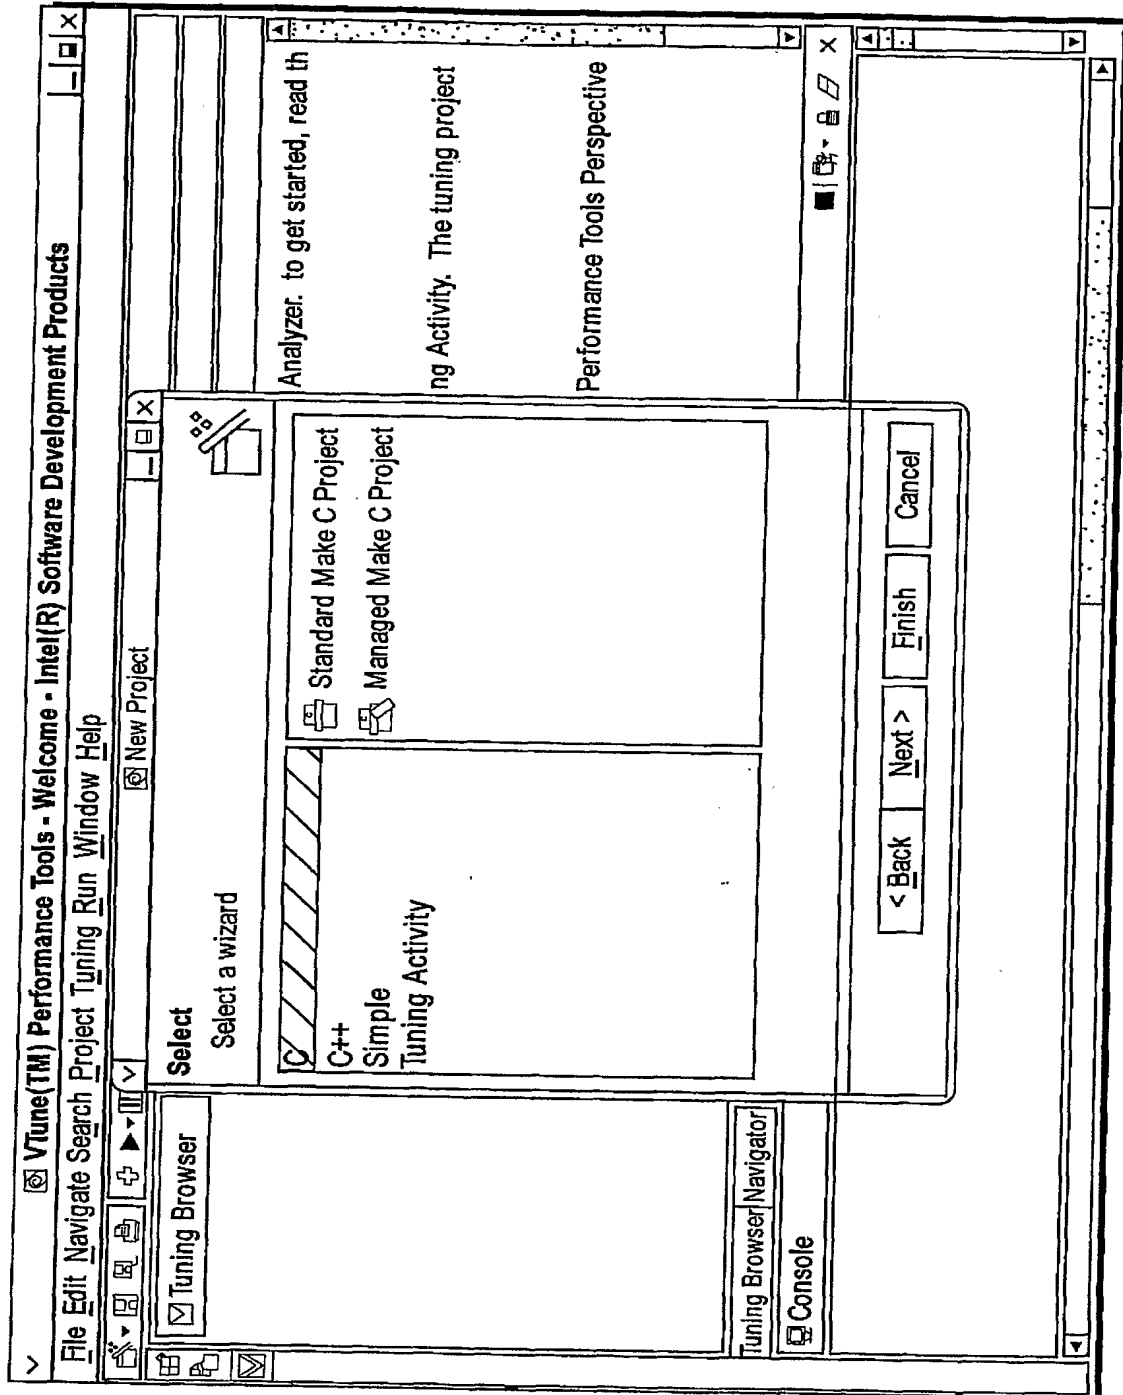 VTune(TM) Performance Tools - Welcome - Intel(R) Software Development Products
File Edit Navigate Search Project Tuning Run Window Help
New Project
Select
Select a wizard
Tuning Browser
C
C++
Simple
Tuning Activity
Standard Make C Project
Managed Make C Project
Analyzer. to get started, read th
ng Activity. The tuning project
Performance Tools Perspective
Tuning Browser Navigator
Console
< Back Next > Finish Cancel